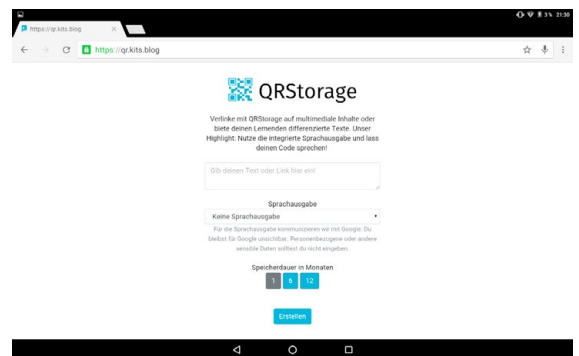 3% 21:30
https://qr.kits.blog
https://qr.kits.blog
QRStorage
Verlinke mit QRStorage auf multimediale Inhalte oder
biete deinen Lernenden differenzierte Texte. Unser
Highlight: Nutze die integrierte Sprachausgabe und lass
deinen Code sprechen!
Gib deinen Text oder Link hier ein!
Sprachausgabe
Keine Sprachausgabe
Für die Sprachausgabe kommunizieren wir mit Google. Du
bleibst für Google unsichtbar. Personenbezogene oder andere
sensible Daten solltest du nicht eingeben.
Speicherdauer in Monaten
1 6 12
Erstellen